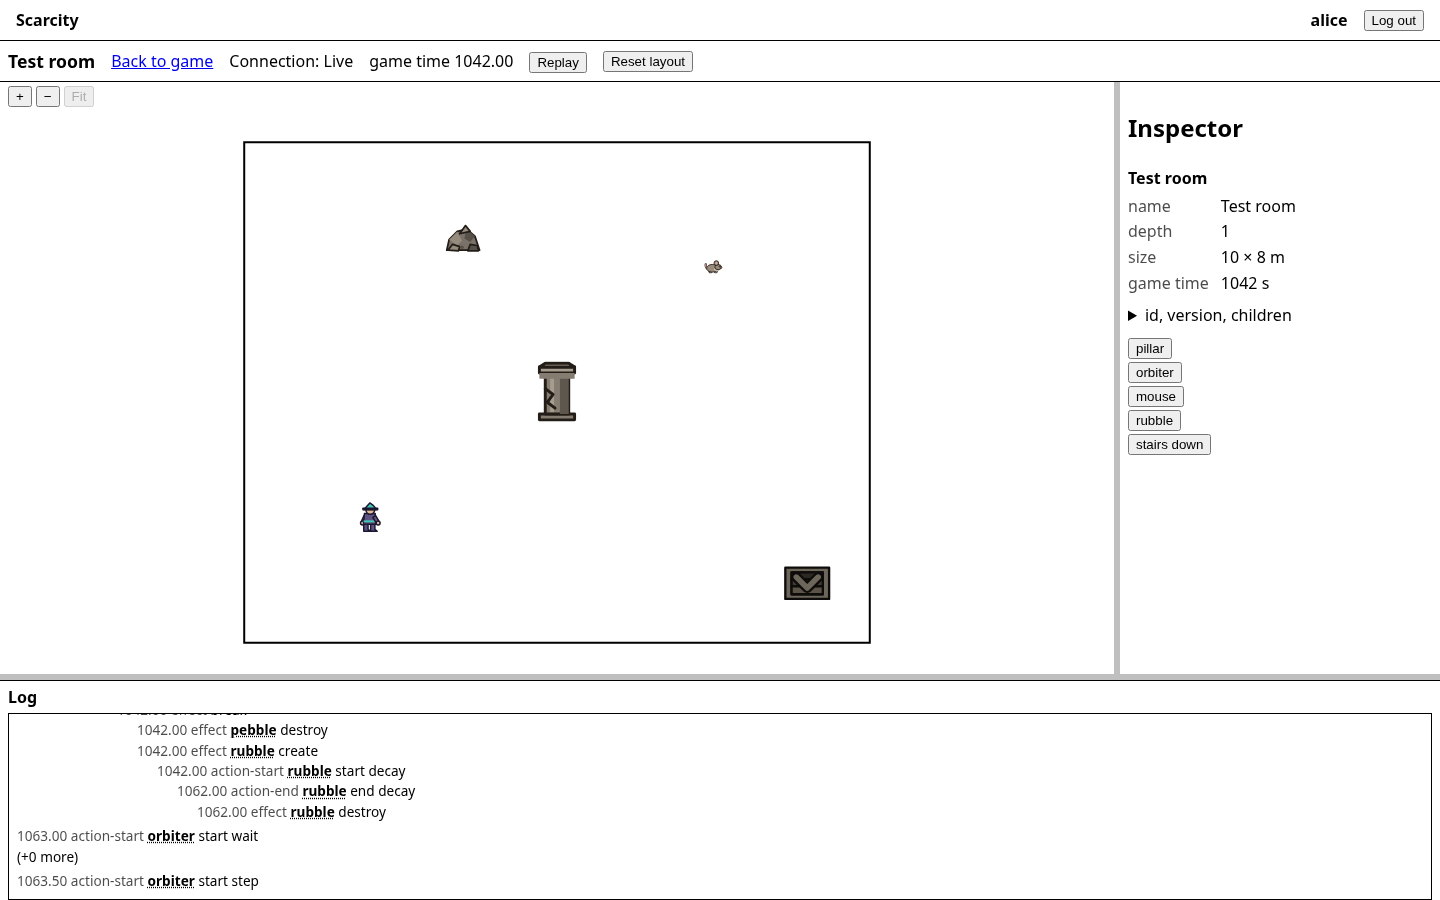 Scarcity
alice Log out
Test room Back to game Connection: Live game time 1042.00 Replay Reset layout
+ − Fit
Inspector
Test room
name Test room
depth 1
size 10 × 8 m
game time 1042 s
id, version, children
pillar
orbiter
mouse
rubble
stairs down
Log
1042.00 effect pebble destroy
1042.00 effect rubble create
1042.00 action-start rubble start decay
1062.00 action-end rubble end decay
1062.00 effect rubble destroy
1063.00 action-start orbiter start wait
(+0 more)
1063.50 action-start orbiter start step